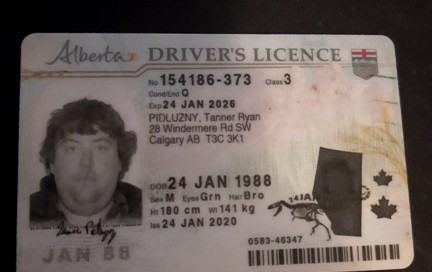 Alberta DRIVER'S LICENCE
No 154186-373 Class 3
Cond/End Q
Exp 24 JAN 2026
PIDLUZNY, Tanner Ryan
28 Windermere Rd SW
Calgary AB T3C 3K1
DOB 24 JAN 1988
Sex M Eyes Grn Hair Bro
Ht 180 cm Wt 141 kg
Iss 24 JAN 2020
0583-46347
JAN 88